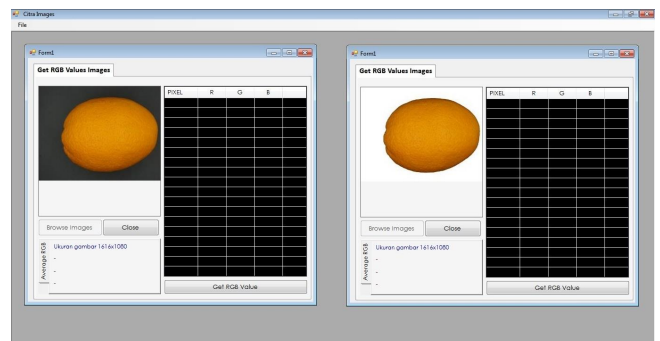 Citra Images
File
Form1
Get RGB Values Images
PIXEL R G B
Browse Images Close
Average RGB
Ukuran gambar 1616x1080
-
-
-
Get RGB Value
Form1
Get RGB Values Images
PIXEL R G B
Browse Images Close
Average RGB
Ukuran gambar 1616x1080
-
-
-
Get RGB Value